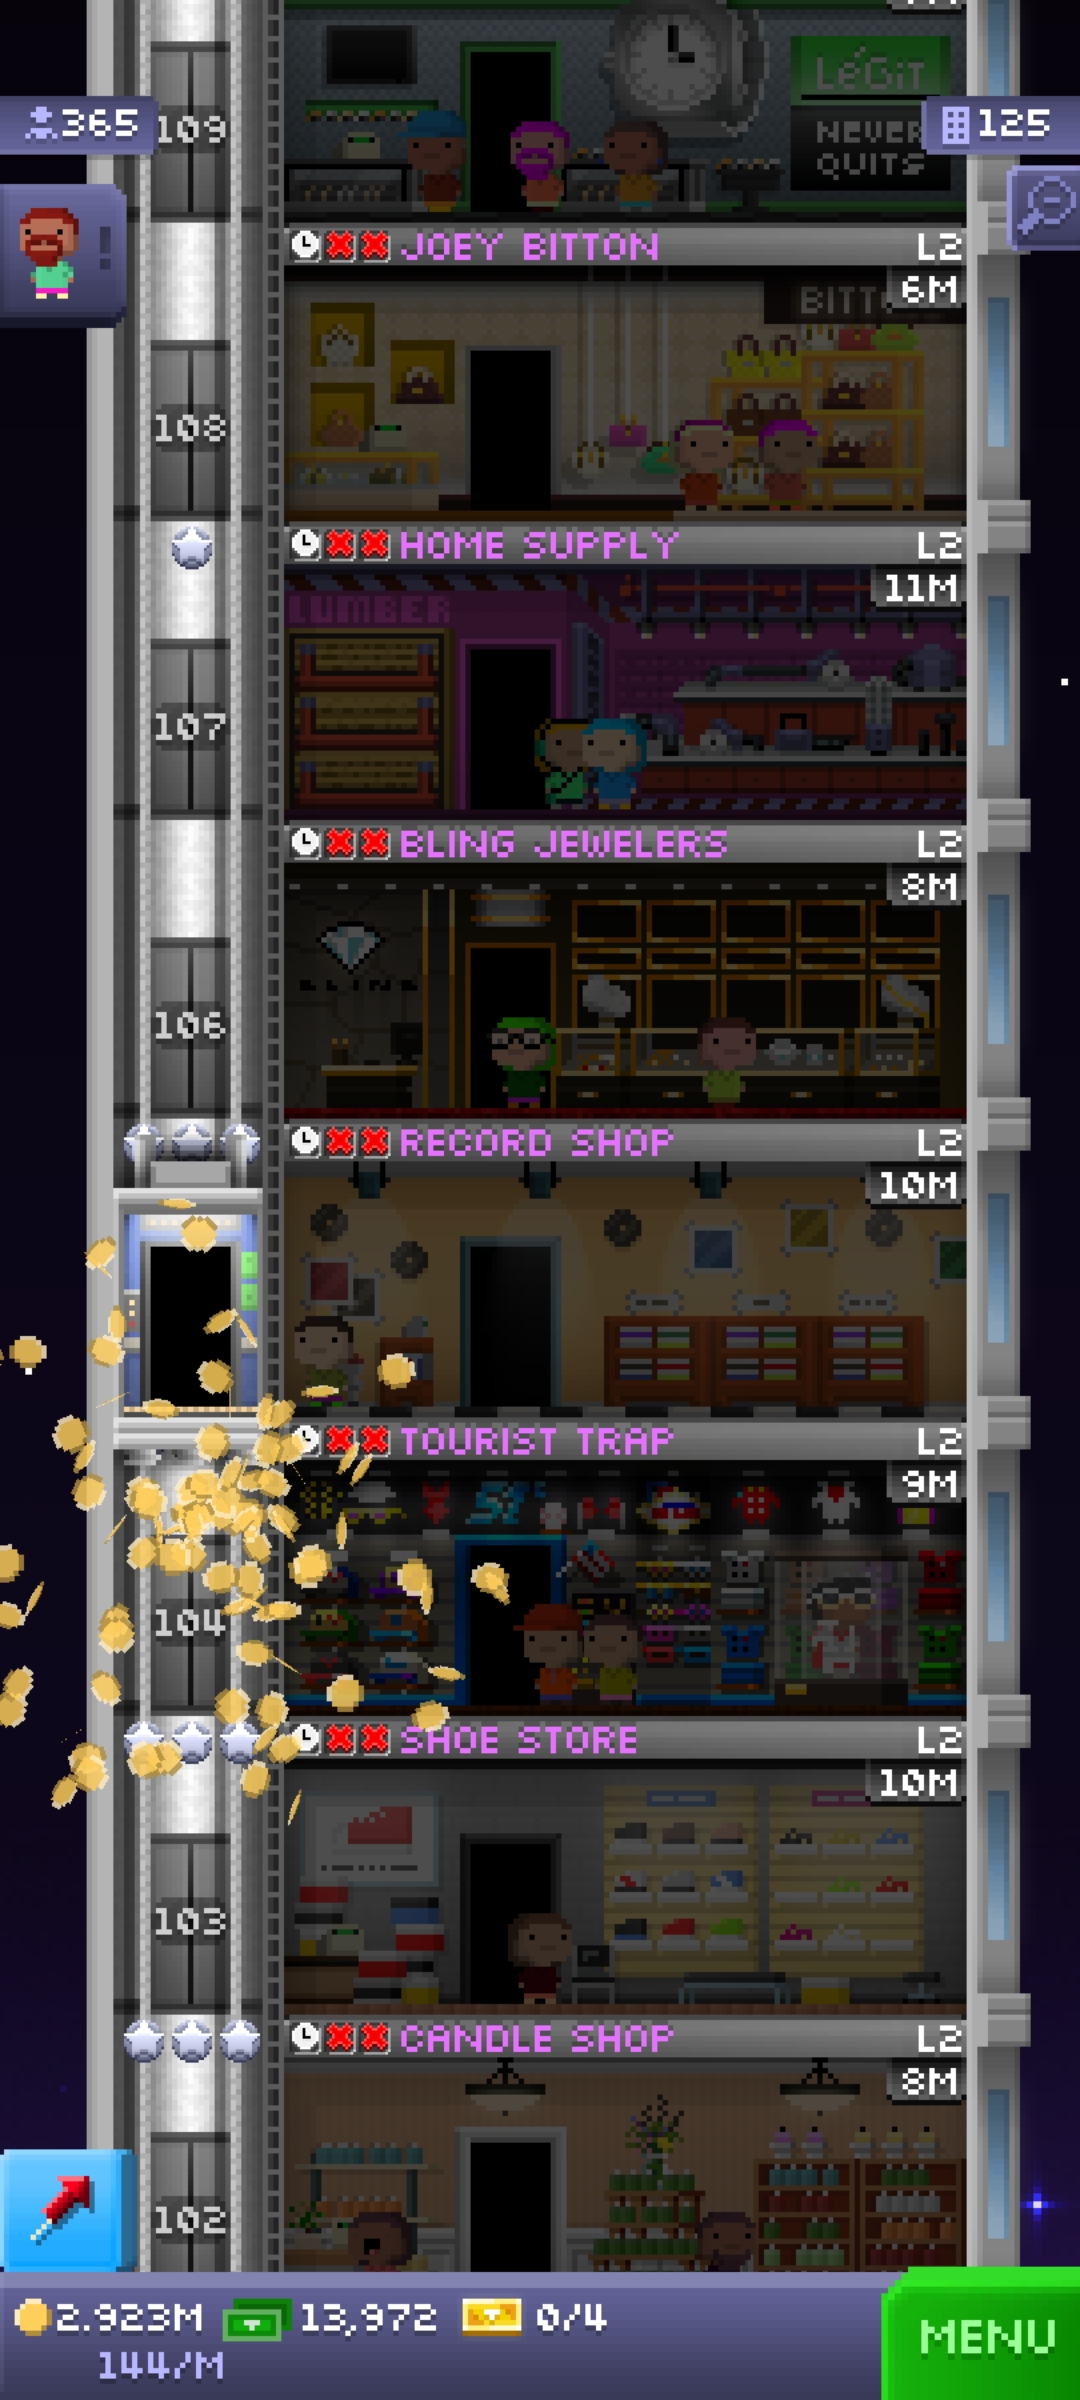 109
LéGiT
NEVER
QUITS
365
125
JOEY BITTON L2
6M
BITT
108
HOME SUPPLY L2
11M
LUMBER
107
BLING JEWELERS L2
8M
BLING
106
RECORD SHOP L2
10M
TOURIST TRAP L2
9M
104
SHOE STORE L2
10M
103
CANDLE SHOP L2
8M
102
2.923M 13,972 0/4
144/M
MENU